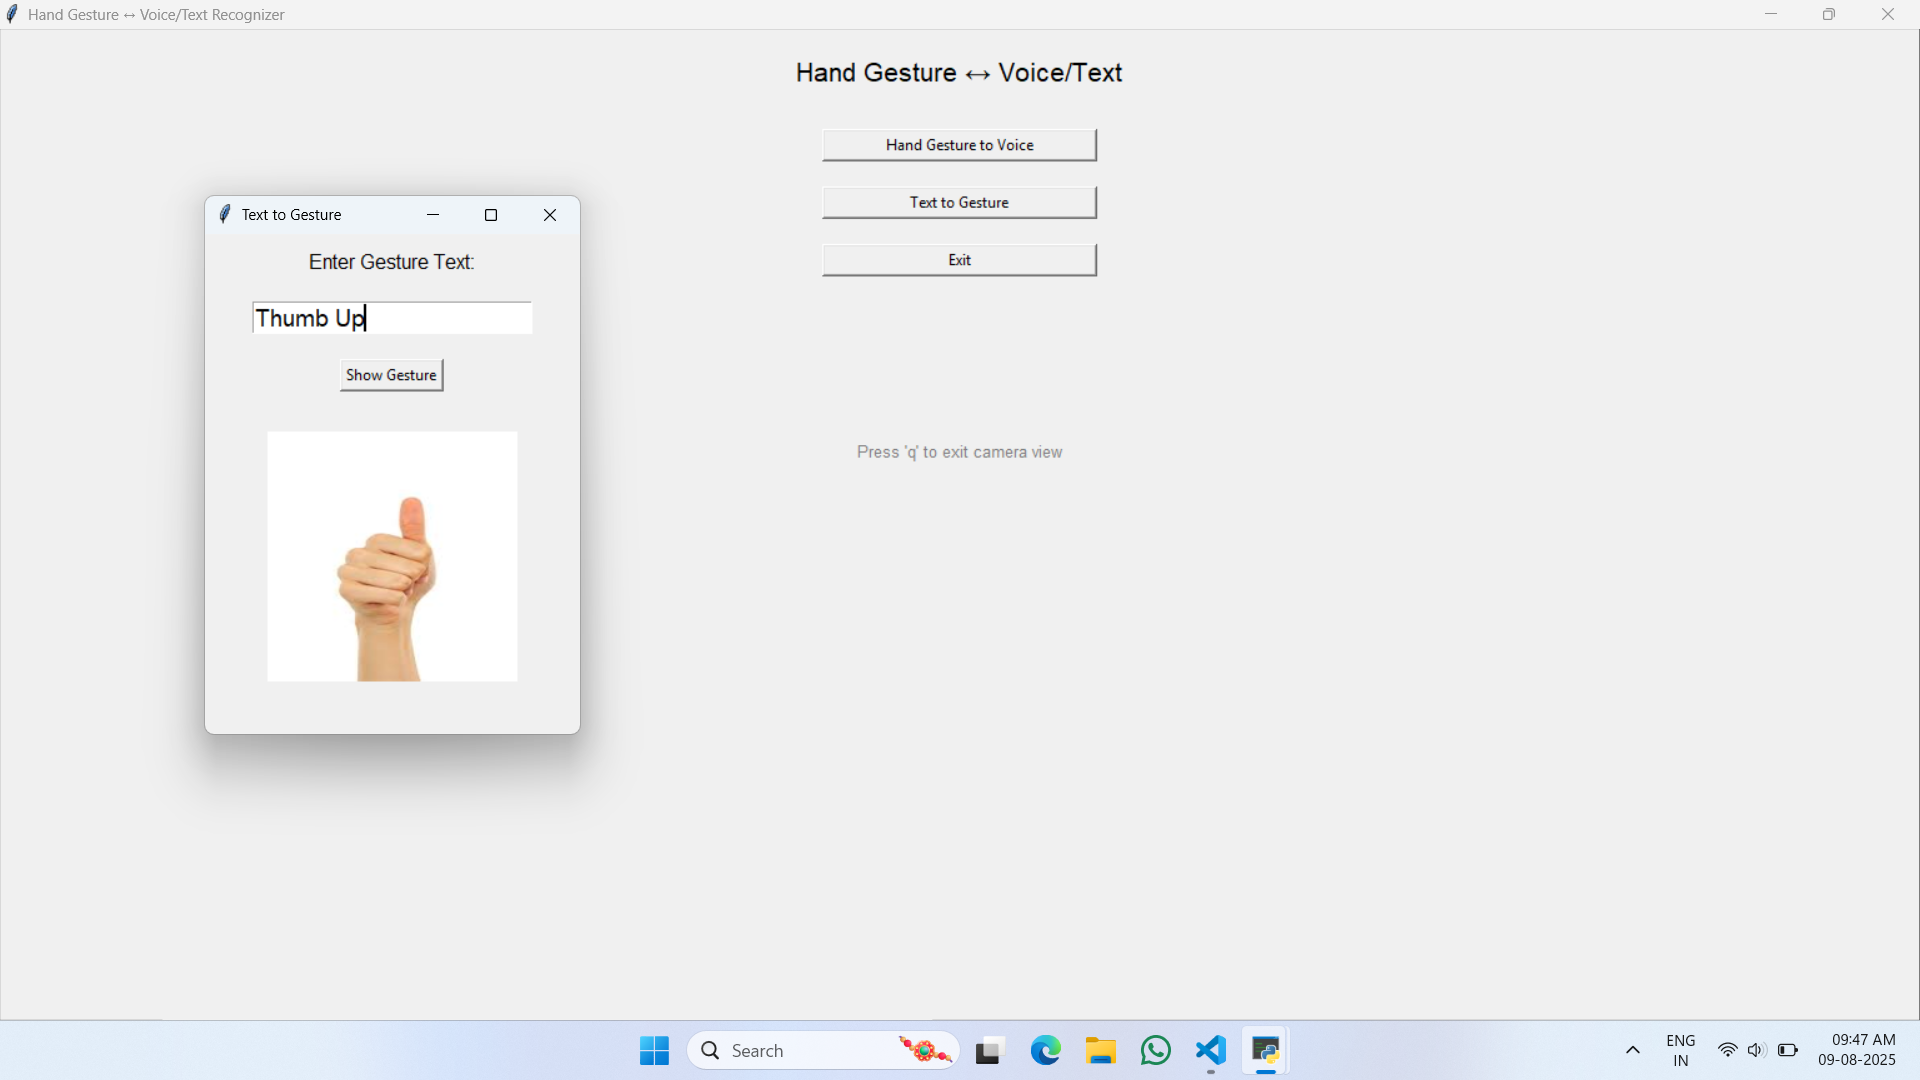 Hand Gesture ↔ Voice/Text Recognizer
Hand Gesture ↔ Voice/Text
Hand Gesture to Voice
Text to Gesture
Exit
Press 'q' to exit camera view
Text to Gesture
Enter Gesture Text:
Thumb Up
Show Gesture
Search
ENG
IN
09:47 AM
09-08-2025